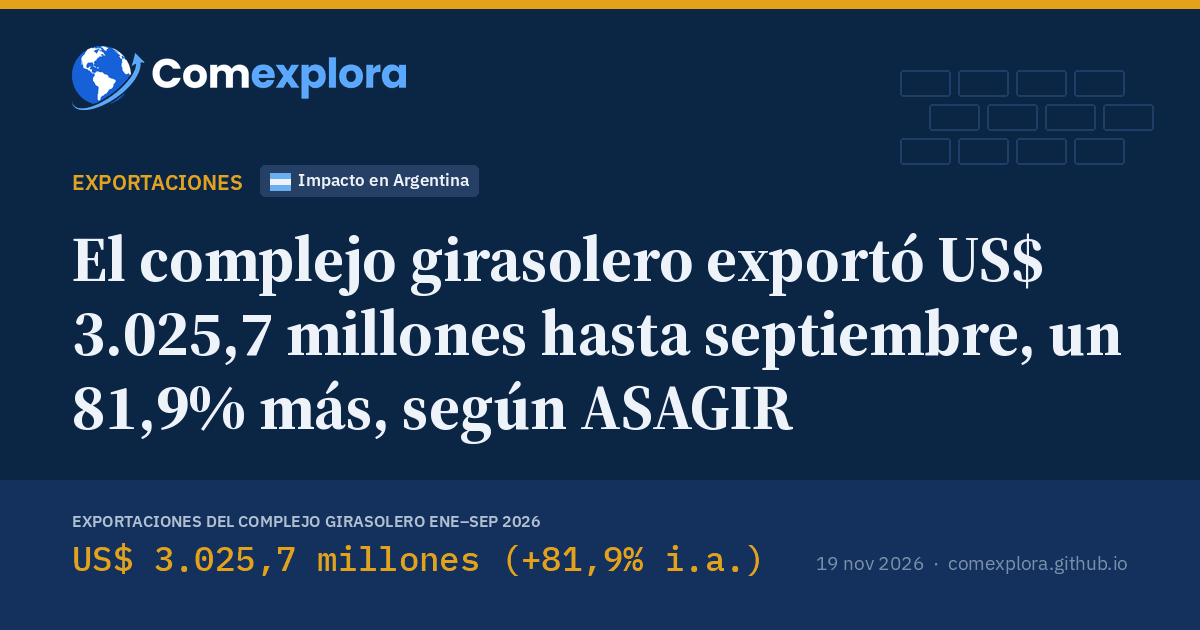 Comexplora
EXPORTACIONES
Impacto en Argentina
El complejo girasolero exportó US$
3.025,7 millones hasta septiembre, un
81,9% más, según ASAGIR
EXPORTACIONES DEL COMPLEJO GIRASOLERO ENE–SEP 2026
US$ 3.025,7 millones (+81,9% i.a.)
19 nov 2026 · comexplora.github.io